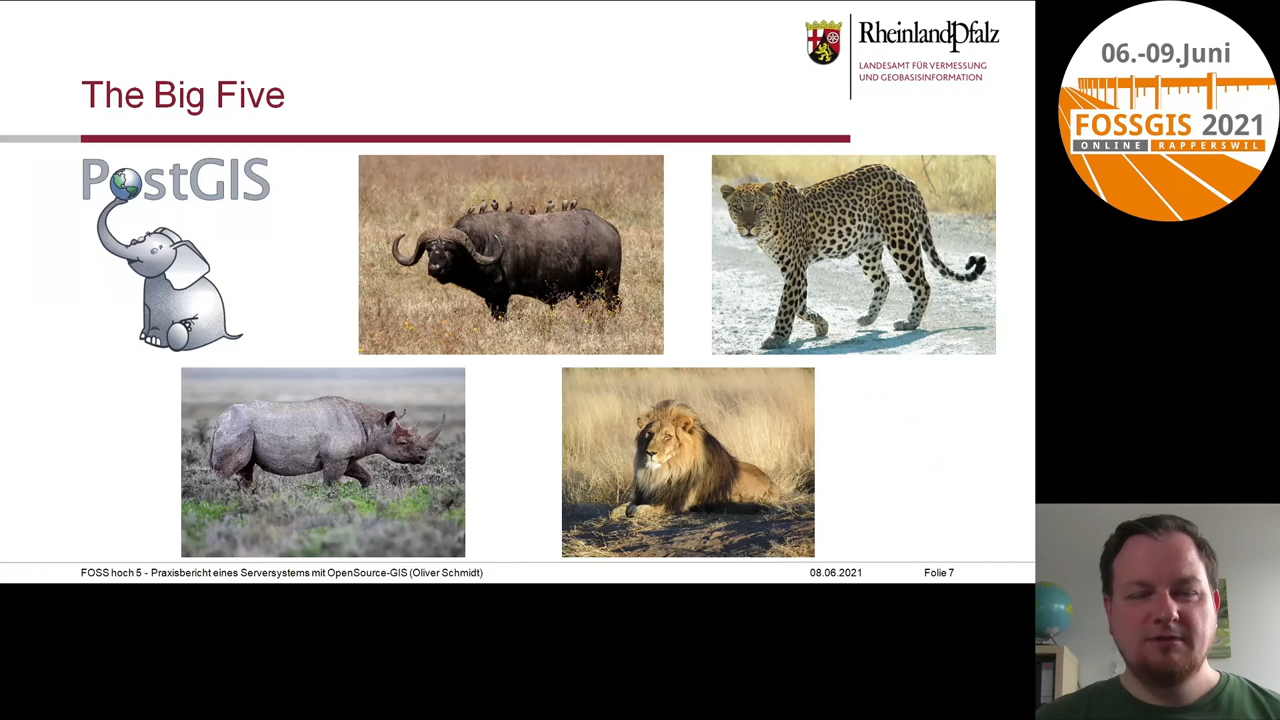 RheinlandPfalz
LANDESAMT FÜR VERMESSUNG
UND GEOBASISINFORMATION
The Big Five
PostGIS
FOSS hoch 5 - Praxisbericht eines Serversystems mit OpenSource-GIS (Oliver Schmidt)
08.06.2021
Folie 7
06.-09.Juni
FOSSGIS 2021
ONLINE RAPPERSWIL